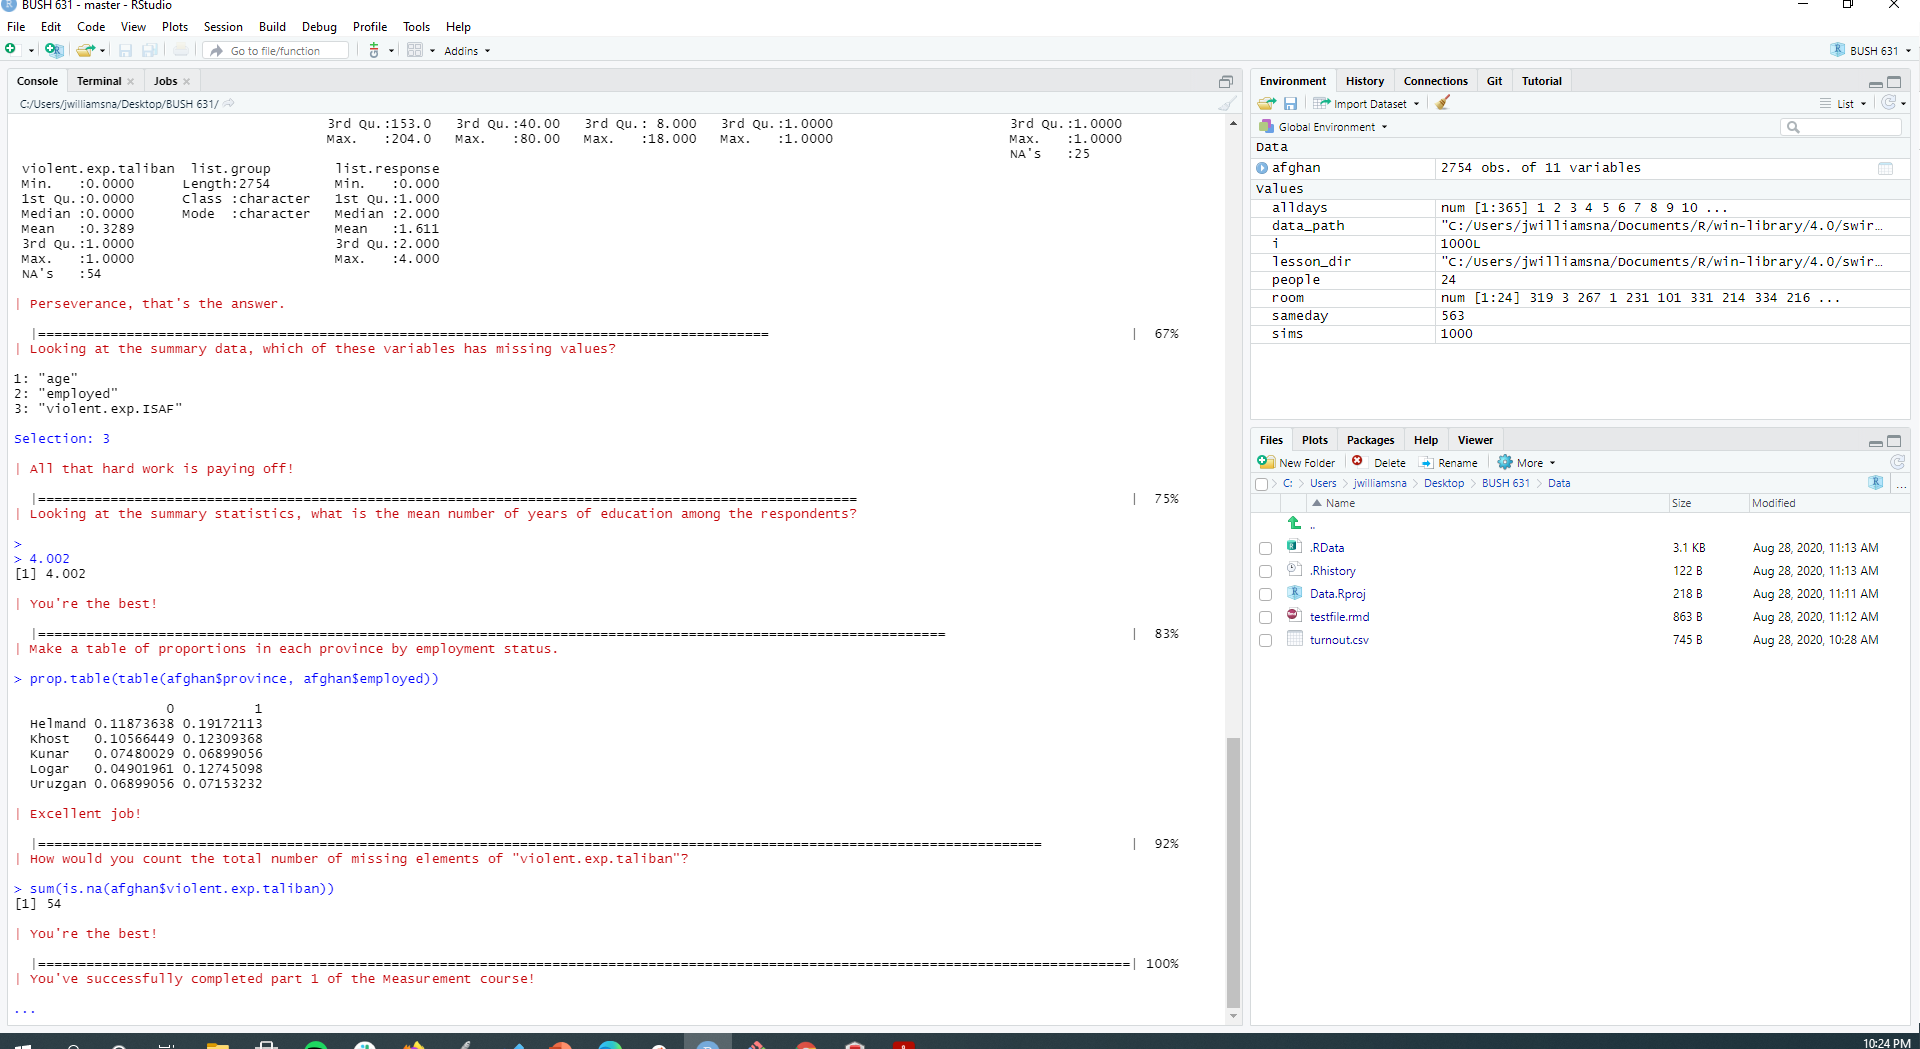 BUSH 631 - master - RStudio
File Edit Code View Plots Session Build Debug Profile Tools Help
Go to file/function Addins BUSH 631
Console Terminal Jobs
C:/Users/jwilliamsna/Desktop/BUSH 631/
3rd Qu.:153.0 3rd Qu.:40.00 3rd Qu.: 8.000 3rd Qu.:1.0000 3rd Qu.:1.0000
Max. :204.0 Max. :80.00 Max. :18.000 Max. :1.0000 Max. :1.0000
NA's :25
violent.exp.taliban list.group list.response
Min. :0.0000 Length:2754 Min. :0.000
1st Qu.:0.0000 Class :character 1st Qu.:1.000
Median :0.0000 Mode :character Median :2.000
Mean :0.3289 Mean :1.611
3rd Qu.:1.0000 3rd Qu.:2.000
Max. :1.0000 Max. :4.000
NA's :54
| Perseverance, that's the answer.
|=============================================================================================| 67%
| Looking at the summary data, which of these variables has missing values?
1: "age"
2: "employed"
3: "violent.exp.ISAF"
Selection: 3
| All that hard work is paying off!
|========================================================================================================| 75%
| Looking at the summary statistics, what is the mean number of years of education among the respondents?
>
> 4.002
[1] 4.002
| You're the best!
|===================================================================================================================| 83%
| Make a table of proportions in each province by employment status.
> prop.table(table(afghan$province, afghan$employed))
0 1
Helmand 0.11873638 0.19172113
Khost 0.10566449 0.12309368
Kunar 0.07480029 0.06899056
Logar 0.04901961 0.12745098
Uruzgan 0.06899056 0.07153232
| Excellent job!
|===============================================================================================================================| 92%
| How would you count the total number of missing elements of "violent.exp.taliban"?
> sum(is.na(afghan$violent.exp.taliban))
[1] 54
| You're the best!
|===========================================================================================================================================| 100%
| You've successfully completed part 1 of the Measurement course!
...
Environment History Connections Git Tutorial
Import Dataset List
Global Environment
Data
afghan 2754 obs. of 11 variables
Values
alldays num [1:365] 1 2 3 4 5 6 7 8 9 10 ...
data_path "C:/Users/jwilliamsna/Documents/R/win-library/4.0/swir…
i 1000L
lesson_dir "C:/Users/jwilliamsna/Documents/R/win-library/4.0/swir…
people 24
room num [1:24] 319 3 267 1 231 101 331 214 334 216 ...
sameday 563
sims 1000
Files Plots Packages Help Viewer
New Folder Delete Rename More
C: Users jwilliamsna Desktop BUSH 631 Data ...
Name Size Modified
..
.RData 3.1 KB Aug 28, 2020, 11:13 AM
.Rhistory 122 B Aug 28, 2020, 11:13 AM
Data.Rproj 218 B Aug 28, 2020, 11:11 AM
testfile.rmd 863 B Aug 28, 2020, 11:12 AM
turnout.csv 745 B Aug 28, 2020, 10:28 AM
10:24 PM